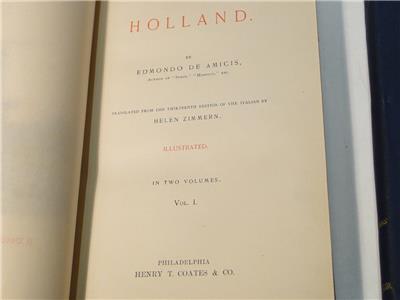 HOLLAND.
BY
EDMONDO DE AMICIS,
AUTHOR OF "SPAIN," "MOROCCO," ETC.
TRANSLATED FROM THE THIRTEENTH EDITION OF THE ITALIAN BY
HELEN ZIMMERN.
ILLUSTRATED.
IN TWO VOLUMES.
VOL. I.
PHILADELPHIA
HENRY T. COATES & CO.